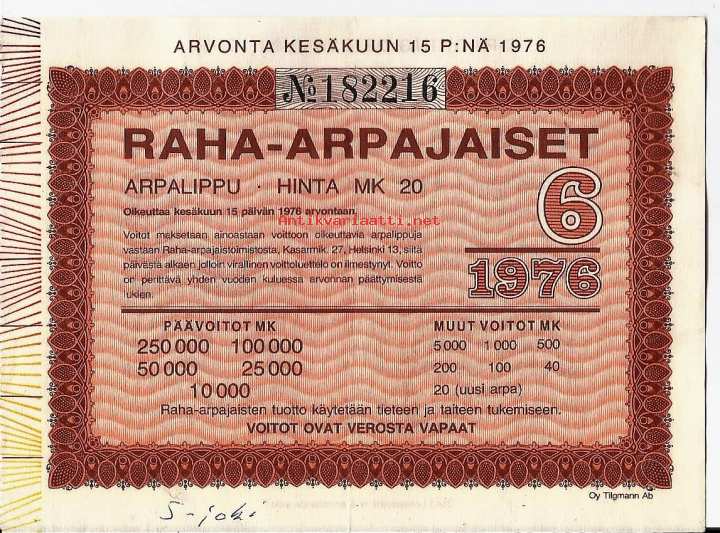 ARVONTA KESÄKUUN 15 P:NÄ 1976
№ 182216
RAHA-ARPAJAISET
ARPALIPPU · HINTA MK 20
6
1976
Oikeuttaa kesäkuun 15 päivän 1976 arvontaan.
Antikvariaatti.net
Voitot maksetaan ainoastaan voittoon oikeuttavia arpalippuja
vastaan Raha-arpajaistoimistosta, Kasarmik. 27, Helsinki 13, siitä
päivästä alkaen jolloin virallinen voittoluettelo on ilmestynyt. Voitto
on perittävä yhden vuoden kuluessa arvonnan päättymisestä
lukien.
PÄÄVOITOT MK
250 000 100 000
50 000 25 000
10 000
MUUT VOITOT MK
5 000 1 000 500
200 100 40
20 (uusi arpa)
Raha-arpajaisten tuotto käytetään tieteen ja taiteen tukemiseen.
VOITOT OVAT VEROSTA VAPAAT
Oy Tilgmann Ab
S-joki